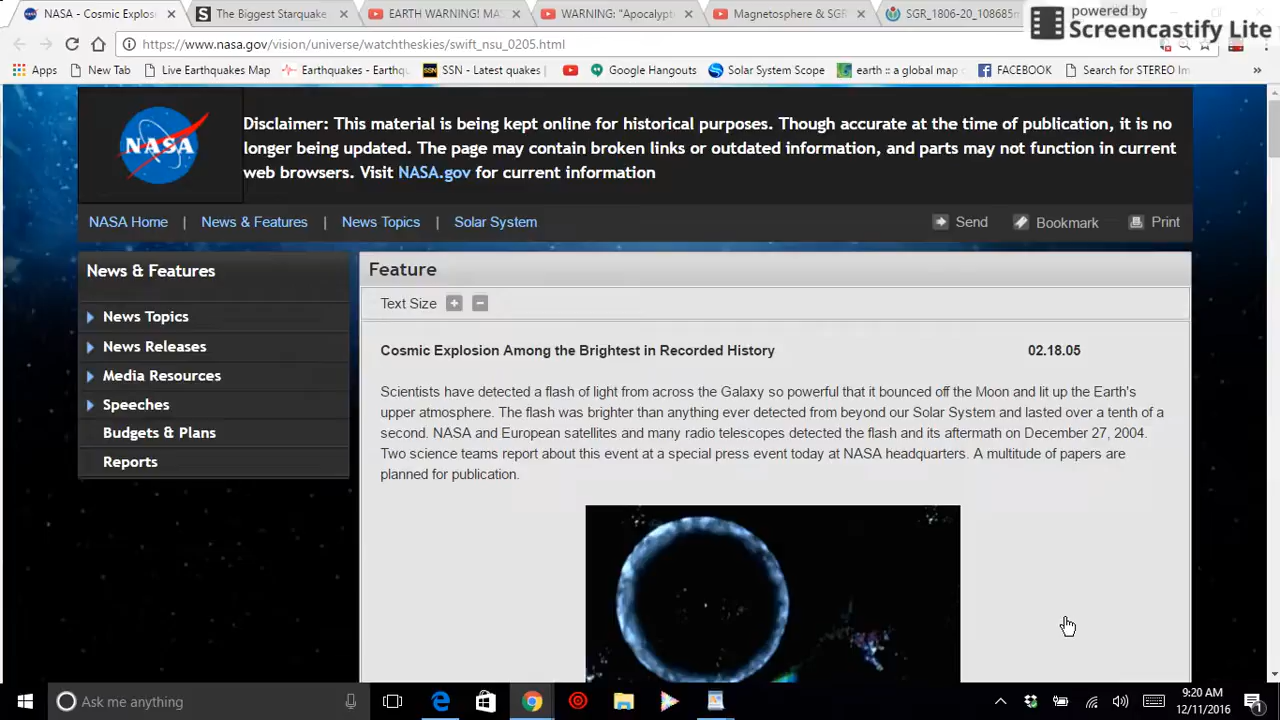 NASA - Cosmic Explos
The Biggest Starquake
EARTH WARNING! MA
WARNING: "Apocalypt
Magnetosphere & SGR
SGR_1806-20_108685
powered by
Screencastify Lite
https://www.nasa.gov/vision/universe/watchtheskies/swift_nsu_0205.html
Apps
New Tab
Live Earthquakes Map
Earthquakes - Earthqu
SSN - Latest quakes |
Google Hangouts
Solar System Scope
earth :: a global map c
FACEBOOK
Search for STEREO Im
»
NASA
Disclaimer: This material is being kept online for historical purposes. Though accurate at the time of publication, it is no
longer being updated. The page may contain broken links or outdated information, and parts may not function in current
web browsers. Visit NASA.gov for current information
NASA Home | News & Features | News Topics | Solar System
Send
Bookmark
Print
News & Features
News Topics
News Releases
Media Resources
Speeches
Budgets & Plans
Reports
Feature
Text Size + -
Cosmic Explosion Among the Brightest in Recorded History 02.18.05
Scientists have detected a flash of light from across the Galaxy so powerful that it bounced off the Moon and lit up the Earth's
upper atmosphere. The flash was brighter than anything ever detected from beyond our Solar System and lasted over a tenth of a
second. NASA and European satellites and many radio telescopes detected the flash and its aftermath on December 27, 2004.
Two science teams report about this event at a special press event today at NASA headquarters. A multitude of papers are
planned for publication.
Ask me anything
9:20 AM
12/11/2016
1